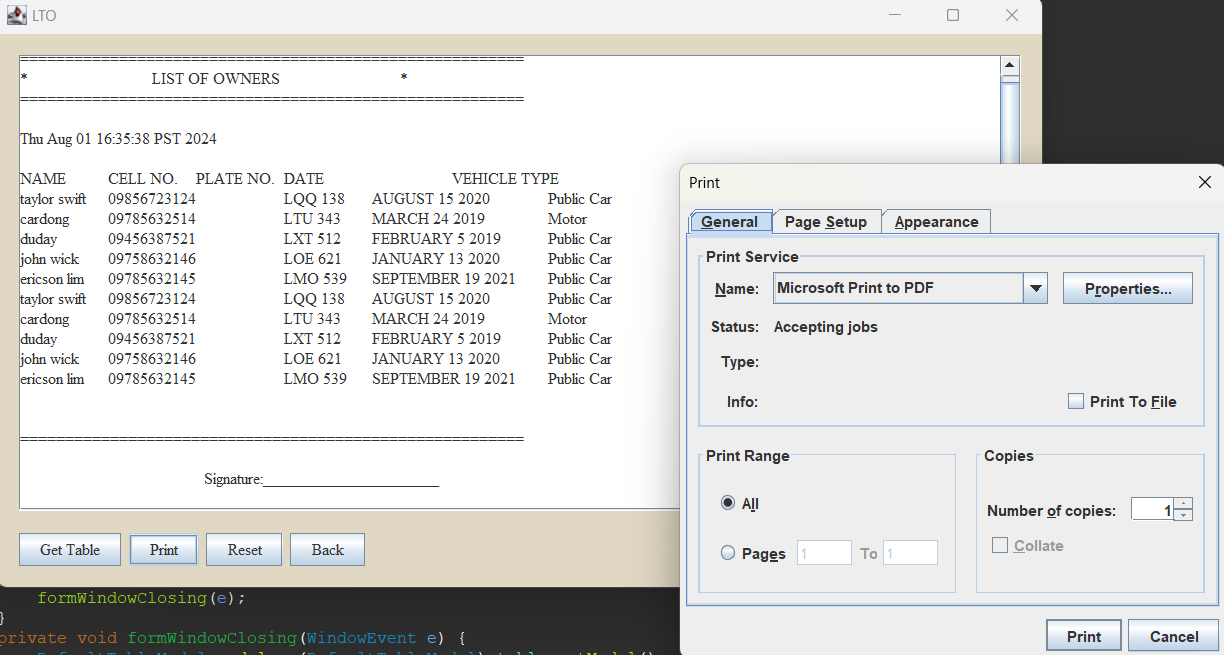 LTO
=========================================================
* LIST OF OWNERS *
=========================================================
Thu Aug 01 16:35:38 PST 2024
NAME CELL NO. PLATE NO. DATE VEHICLE TYPE
taylor swift 09856723124 LQQ 138 AUGUST 15 2020 Public Car
cardong 09785632514 LTU 343 MARCH 24 2019 Motor
duday 09456387521 LXT 512 FEBRUARY 5 2019 Public Car
john wick 09758632146 LOE 621 JANUARY 13 2020 Public Car
ericson lim 09785632145 LMO 539 SEPTEMBER 19 2021 Public Car
taylor swift 09856723124 LQQ 138 AUGUST 15 2020 Public Car
cardong 09785632514 LTU 343 MARCH 24 2019 Motor
duday 09456387521 LXT 512 FEBRUARY 5 2019 Public Car
john wick 09758632146 LOE 621 JANUARY 13 2020 Public Car
ericson lim 09785632145 LMO 539 SEPTEMBER 19 2021 Public Car
=========================================================
Signature:______________________
Get Table Print Reset Back
Print
General Page Setup Appearance
Print Service
Name: Microsoft Print to PDF Properties...
Status: Accepting jobs
Type:
Info: Print To File
Print Range
All
Pages 1 To 1
Copies
Number of copies: 1
Collate
Print Cancel
formWindowClosing(e);
}
private void formWindowClosing(WindowEvent e) {